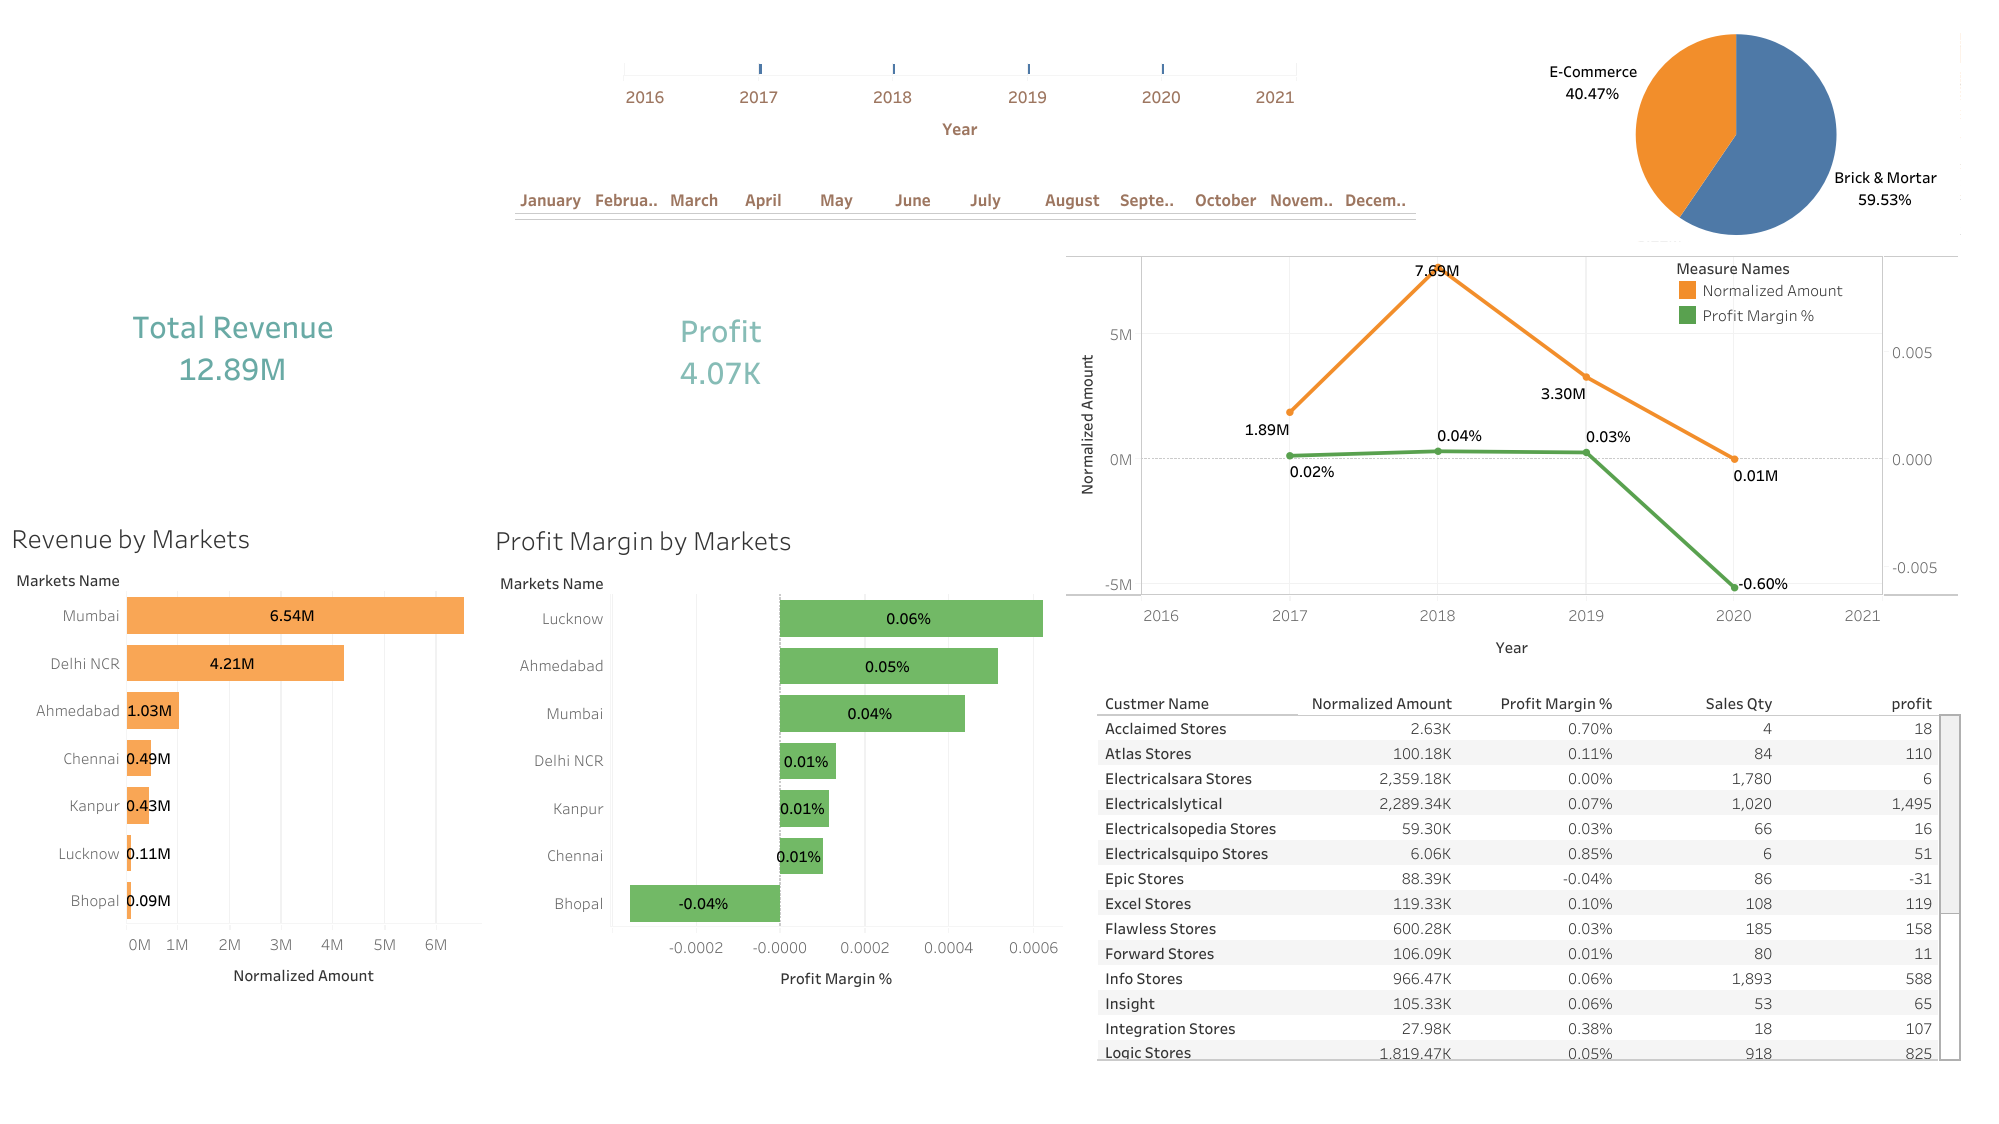 2016 2017 2018 2019 2020 2021
Year
January Februa.. March April May June July August Septe.. October Novem.. Decem..
E-Commerce
40.47%
Brick & Mortar
59.53%
Total Revenue
12.89M
Profit
4.07K
Measure Names
Normalized Amount
Profit Margin %
Normalized Amount
5M
0M
-5M
7.69M
1.89M
3.30M
0.01M
0.02%
0.04%
0.03%
-0.60%
0.005
0.000
-0.005
2016 2017 2018 2019 2020 2021
Year
Revenue by Markets
Markets Name
Mumbai 6.54M
Delhi NCR 4.21M
Ahmedabad 1.03M
Chennai 0.49M
Kanpur 0.43M
Lucknow 0.11M
Bhopal 0.09M
0M 1M 2M 3M 4M 5M 6M
Normalized Amount
Profit Margin by Markets
Markets Name
Lucknow 0.06%
Ahmedabad 0.05%
Mumbai 0.04%
Delhi NCR 0.01%
Kanpur 0.01%
Chennai 0.01%
Bhopal -0.04%
-0.0002 -0.0000 0.0002 0.0004 0.0006
Profit Margin %
Custmer Name Normalized Amount Profit Margin % Sales Qty profit
Acclaimed Stores 2.63K 0.70% 4 18
Atlas Stores 100.18K 0.11% 84 110
Electricalsara Stores 2,359.18K 0.00% 1,780 6
Electricalslytical 2,289.34K 0.07% 1,020 1,495
Electricalsopedia Stores 59.30K 0.03% 66 16
Electricalsquipo Stores 6.06K 0.85% 6 51
Epic Stores 88.39K -0.04% 86 -31
Excel Stores 119.33K 0.10% 108 119
Flawless Stores 600.28K 0.03% 185 158
Forward Stores 106.09K 0.01% 80 11
Info Stores 966.47K 0.06% 1,893 588
Insight 105.33K 0.06% 53 65
Integration Stores 27.98K 0.38% 18 107
Logic Stores 1,819.47K 0.05% 918 825